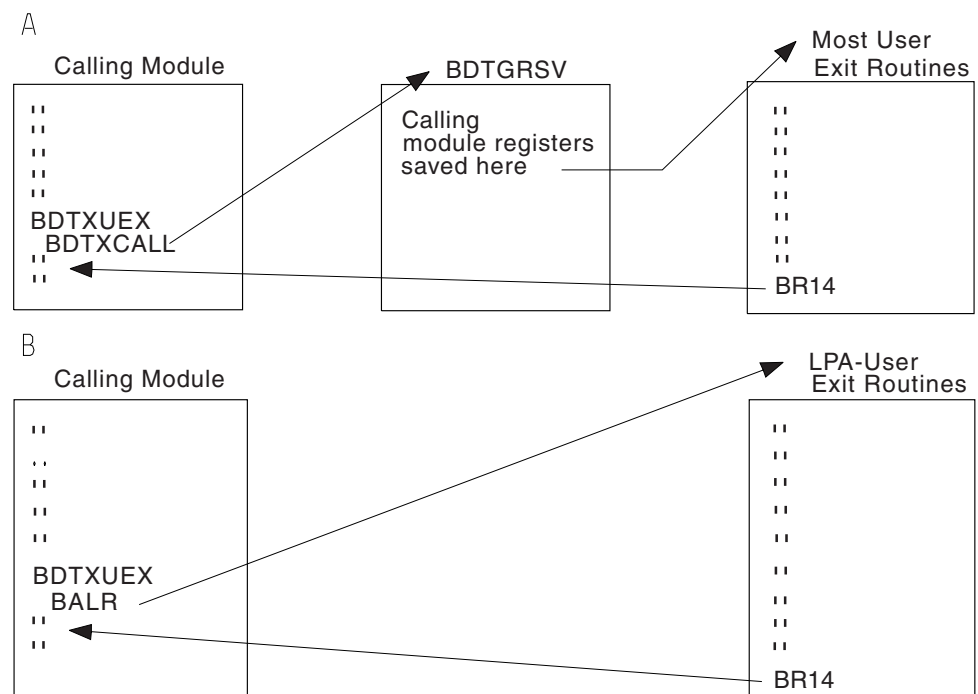 A
Calling Module
BDTGRSV
Most User
Exit Routines
Calling
module registers
saved here
BDTXUEX
BDTXCALL
BR14
B
Calling Module
LPA-User
Exit Routines
BDTXUEX
BALR
BR14